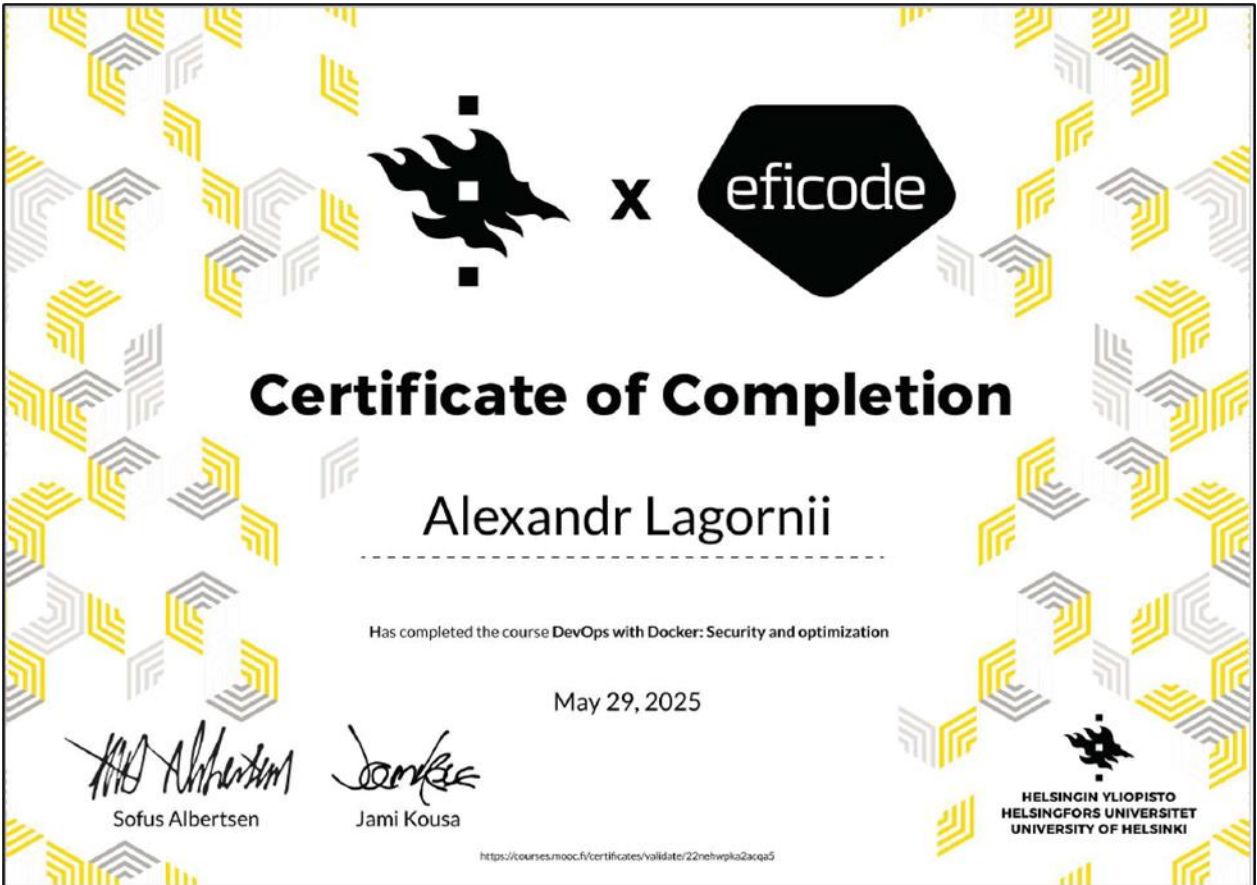 x eficode
Certificate of Completion
Alexandr Lagornii
Has completed the course DevOps with Docker: Security and optimization
May 29, 2025
Sofus Albertsen
Jami Kousa
HELSINGIN YLIOPISTO
HELSINGFORS UNIVERSITET
UNIVERSITY OF HELSINKI
https://courses.mooc.fi/certificates/validate/22nehwpka2acqa5